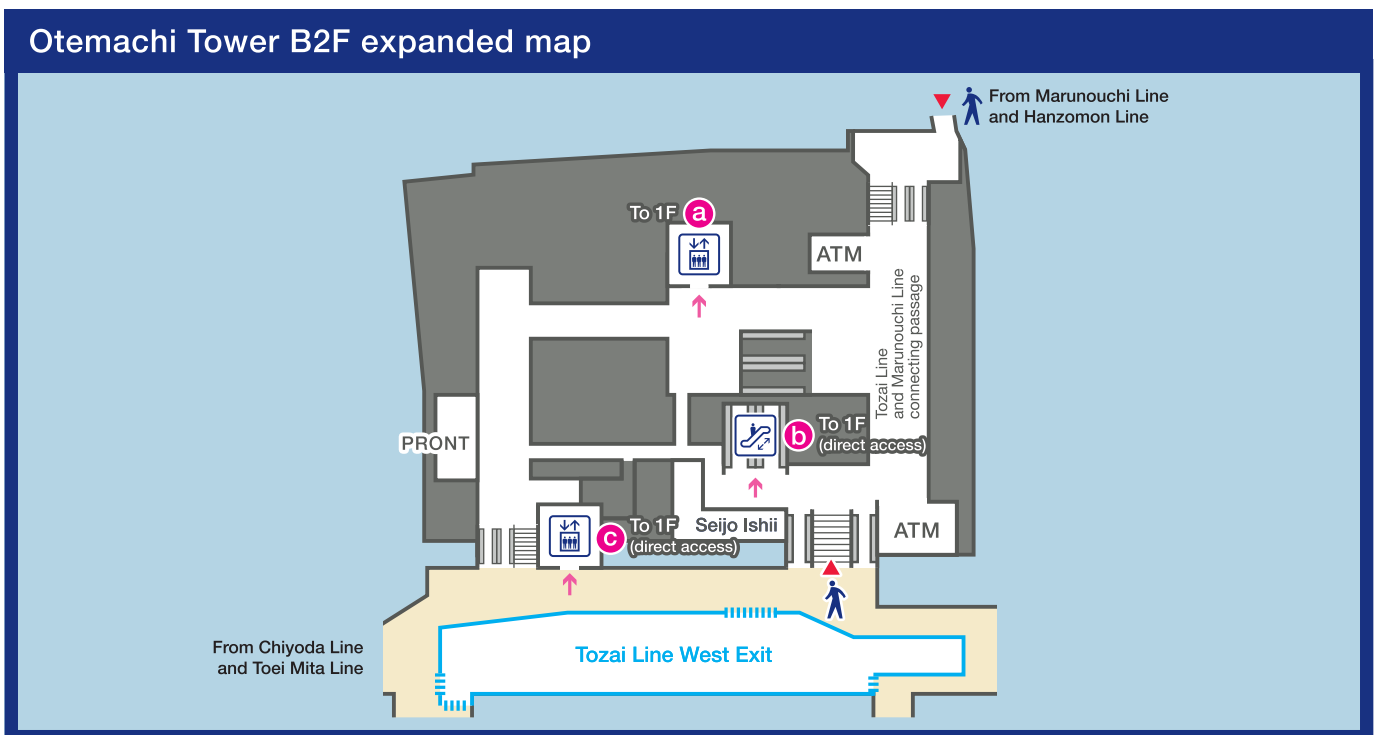 Otemachi Tower B2F expanded map
From Marunouchi Line
and Hanzomon Line
To 1F a
ATM
Tozai Line
and Marunouchi Line
connecting passage
PRONT
b To 1F
(direct access)
c To 1F
(direct access)
Seijo Ishii
ATM
From Chiyoda Line
and Toei Mita Line
Tozai Line West Exit